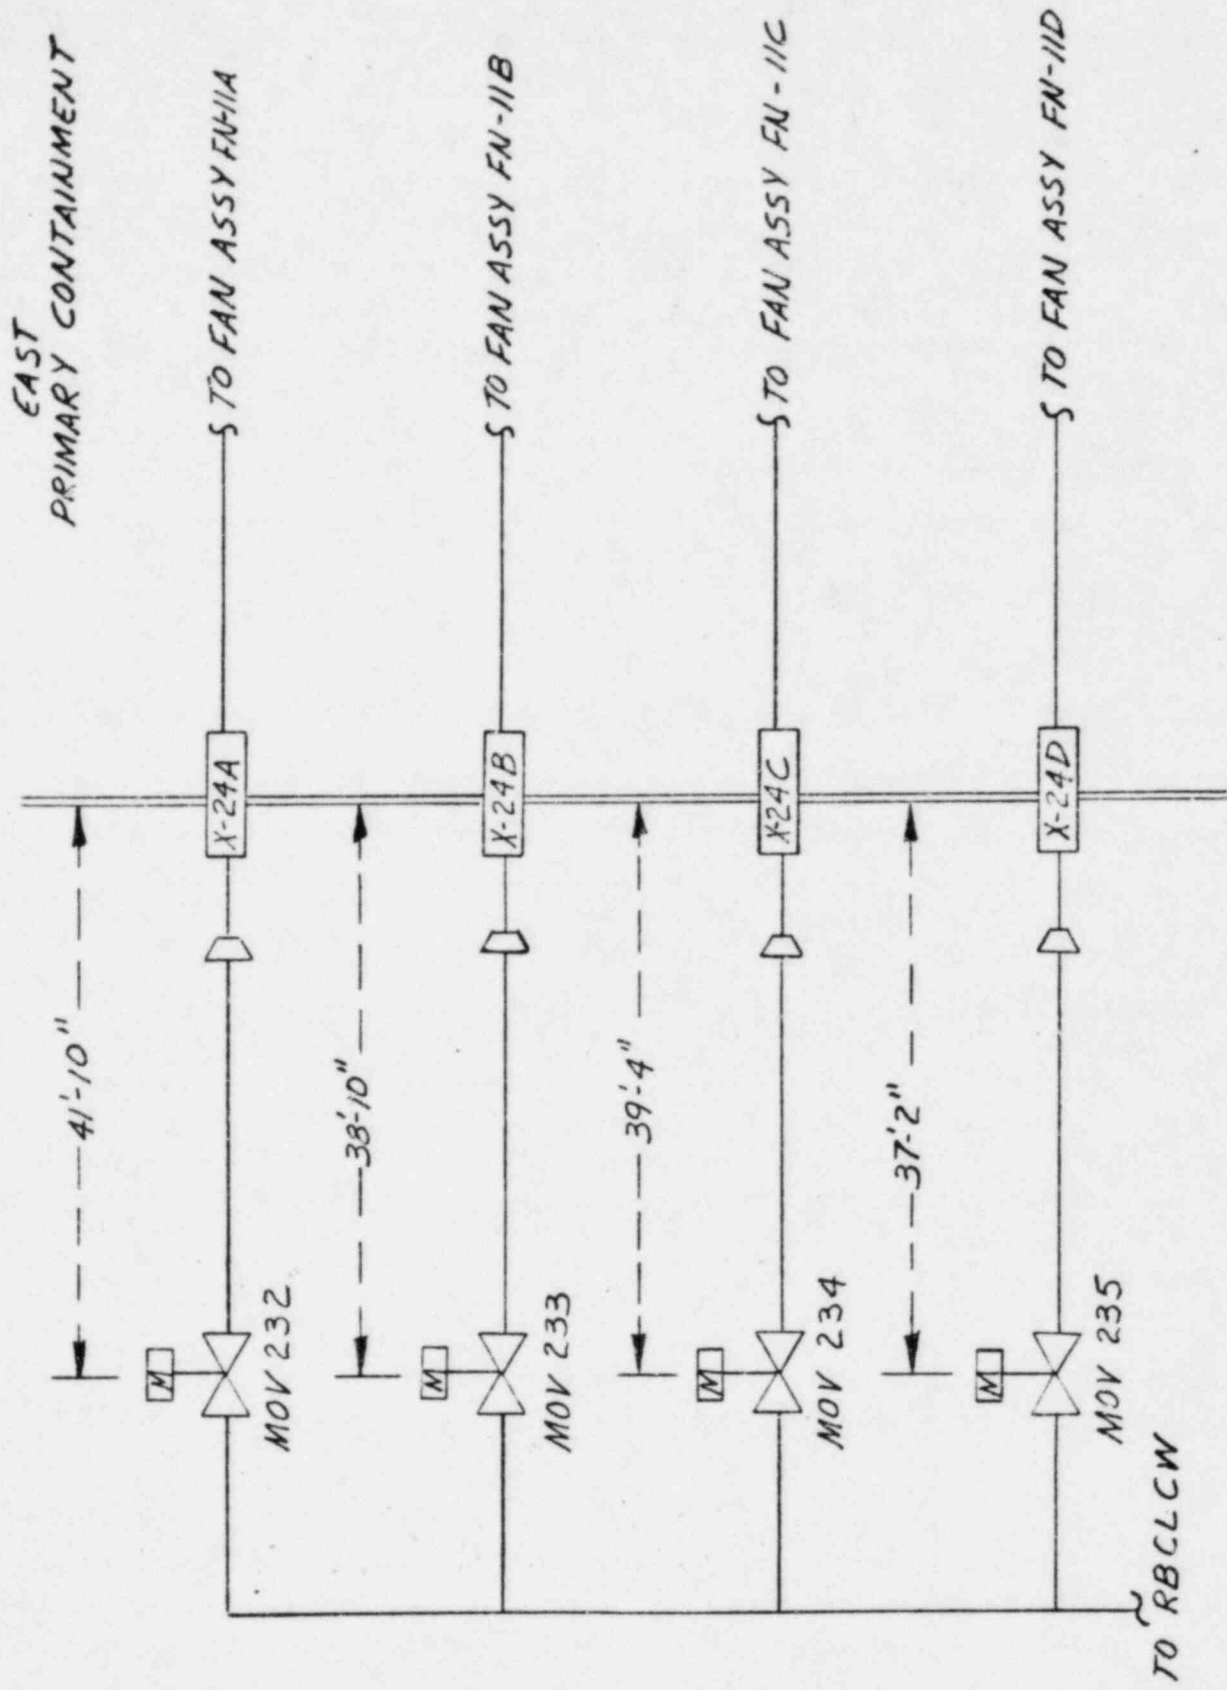 EAST
PRIMARY CONTAINMENT
41'-10"
M
MOV 232
X-24A
TO FAN ASSY FN-11A
38'-10"
M
MOV 233
X-24B
TO FAN ASSY FN-11B
39'-4"
M
MOV 234
X-24C
TO FAN ASSY FN-11C
37'-2"
M
MOV 235
X-24D
TO FAN ASSY FN-11D
TO RBCLCW